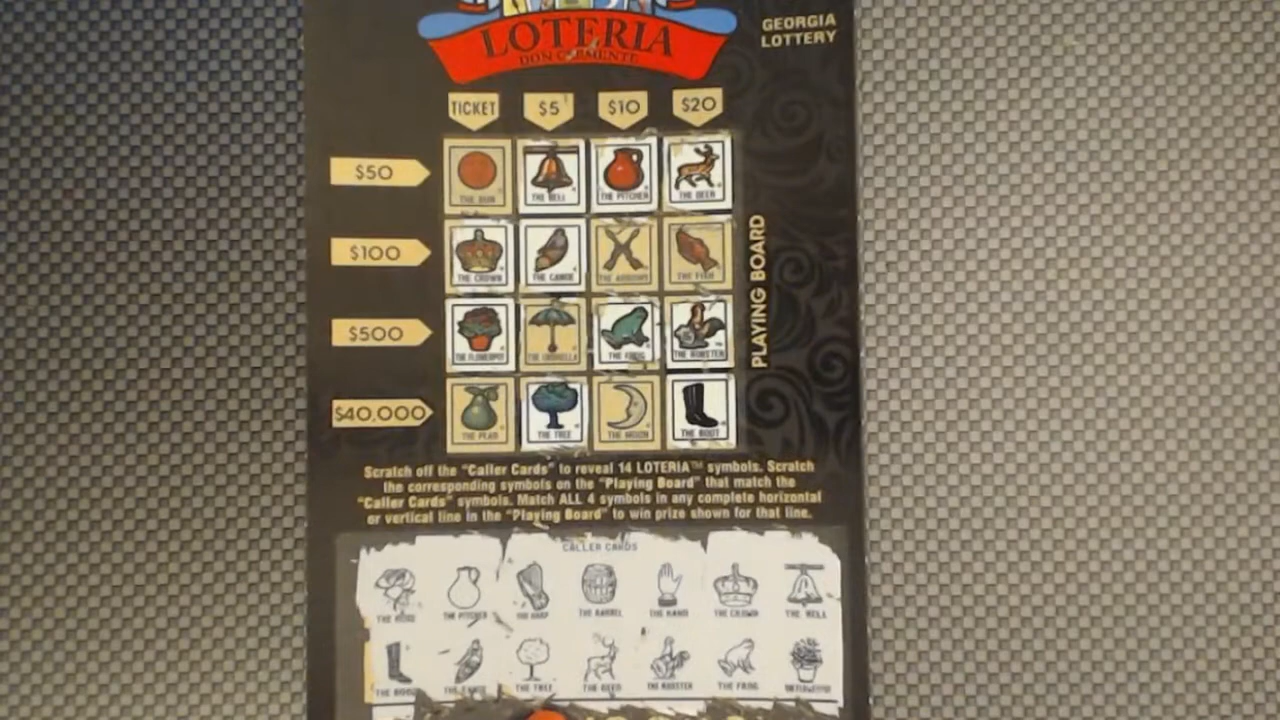 LOTERIA
DON CLEMENTE
GEORGIA
LOTTERY
TICKET $5 $10 $20
$50
THE SUN THE BELL THE PITCHER THE DEER
$100
THE CROWN THE CANOE THE ARROWS THE FISH
$500
THE FLOWERPOT THE UMBRELLA THE FROG THE ROOSTER
$40,000
THE PEAR THE TREE THE MOON THE BOOT
PLAYING BOARD
Scratch off the "Caller Cards" to reveal 14 LOTERIA™ symbols. Scratch
the corresponding symbols on the "Playing Board" that match the
"Caller Cards" symbols. Match ALL 4 symbols in any complete horizontal
or vertical line in the "Playing Board" to win prize shown for that line.
CALLER CARDS
THE ROSE THE PITCHER THE HARP THE BARREL THE HAND THE CROWN THE BELL
THE BOOT THE CANOE THE TREE THE DEER THE ROOSTER THE FROG THE FLOWERPOT